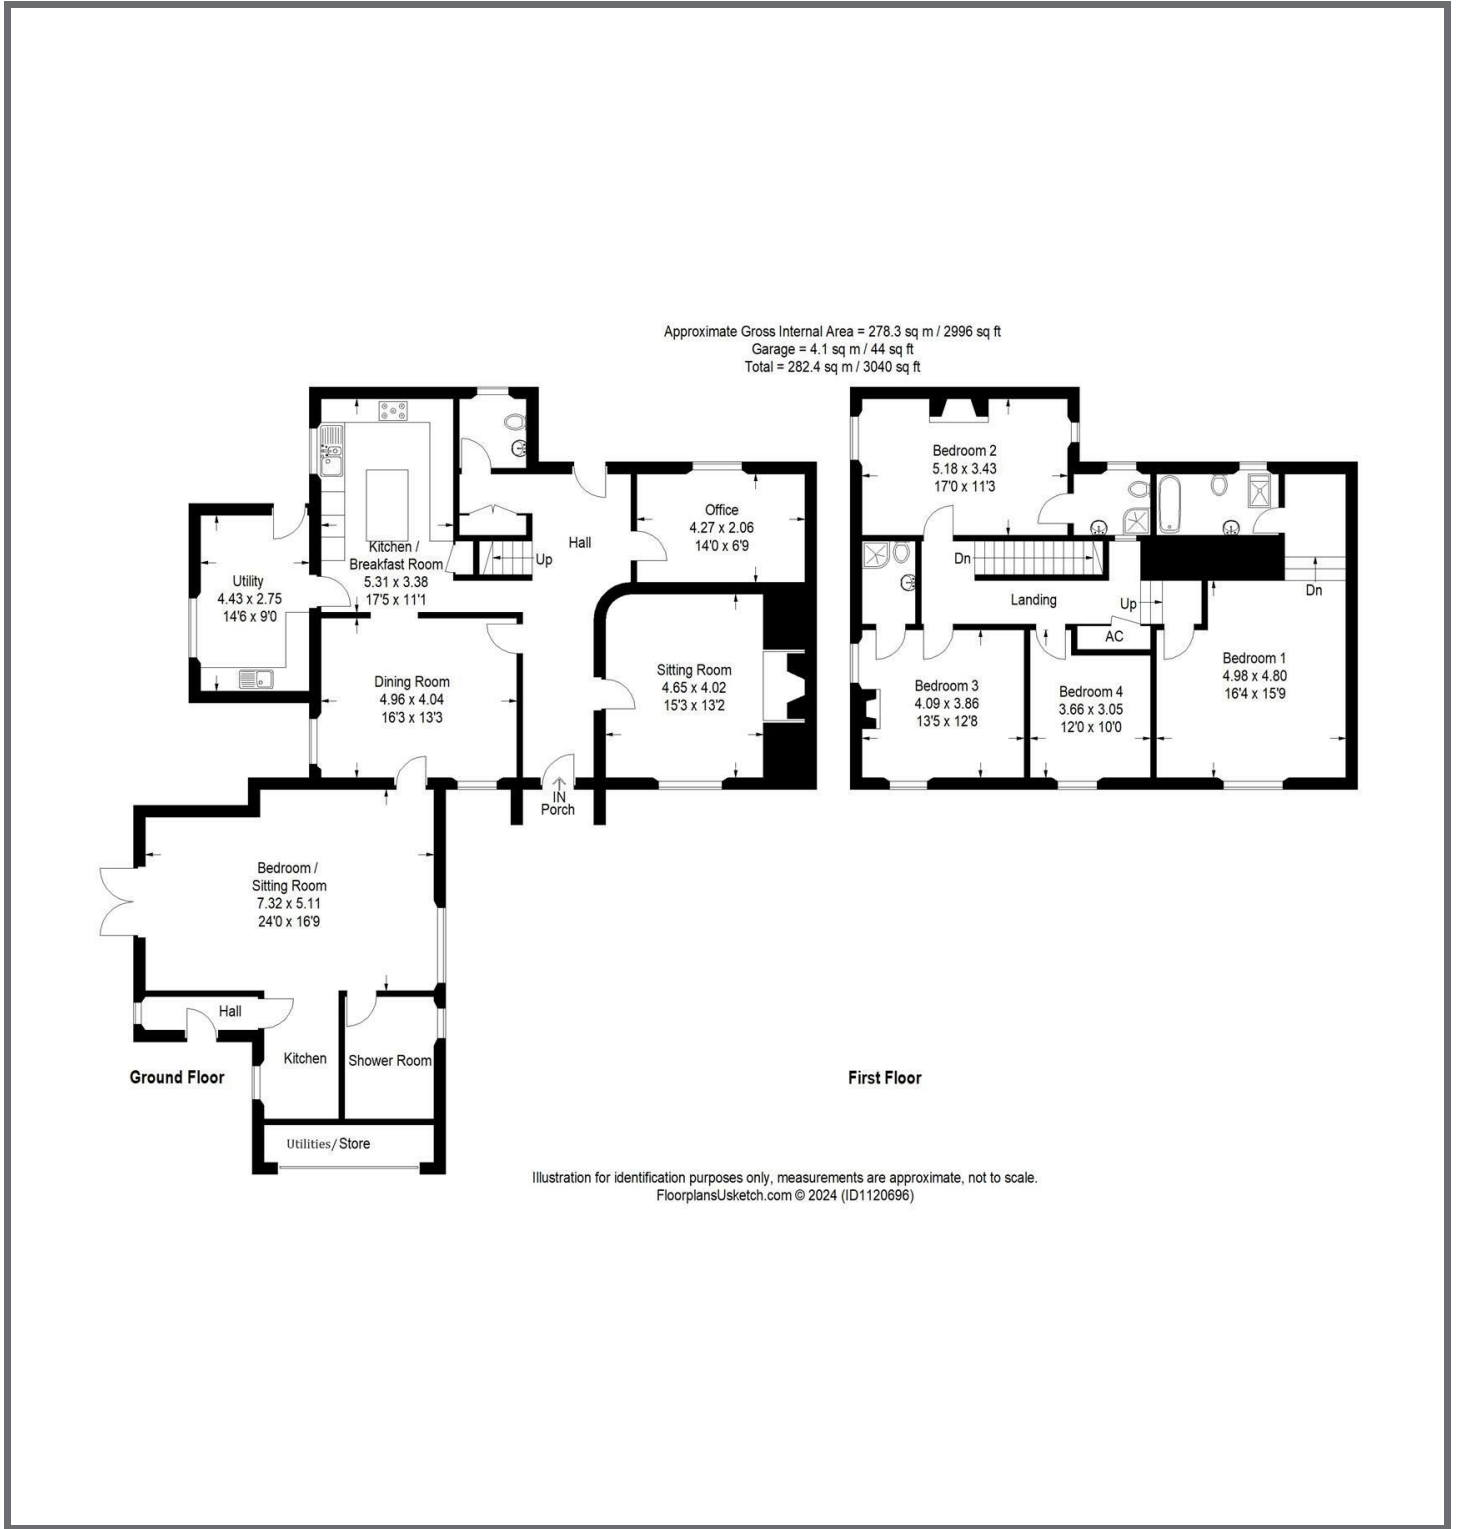 Approximate Gross Internal Area = 278.3 sq m / 2996 sq ft
Garage = 4.1 sq m / 44 sq ft
Total = 282.4 sq m / 3040 sq ft
Kitchen /
Breakfast Room
5.31 x 3.38
17'5 x 11'1
Utility
4.43 x 2.75
14'6 x 9'0
Up
Hall
Office
4.27 x 2.06
14'0 x 6'9
Dining Room
4.96 x 4.04
16'3 x 13'3
Sitting Room
4.65 x 4.02
15'3 x 13'2
IN
Porch
Bedroom /
Sitting Room
7.32 x 5.11
24'0 x 16'9
Hall
Kitchen
Shower Room
Utilities/Store
Ground Floor
Bedroom 2
5.18 x 3.43
17'0 x 11'3
Dn
Landing
Up
Dn
AC
Bedroom 1
4.98 x 4.80
16'4 x 15'9
Bedroom 3
4.09 x 3.86
13'5 x 12'8
Bedroom 4
3.66 x 3.05
12'0 x 10'0
First Floor
Illustration for identification purposes only, measurements are approximate, not to scale.
FloorplansUsketch.com © 2024 (ID1120696)